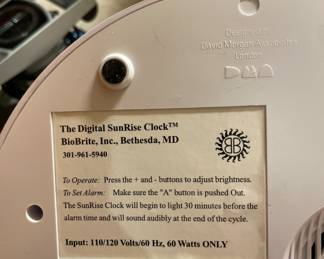 Designed by
David Morgan Associates
London
DMA
The Digital SunRise Clock™
BioBrite, Inc., Bethesda, MD
301-961-5940
BB
To Operate: Press the + and - buttons to adjust brightness.
To Set Alarm: Make sure the "A" button is pushed Out.
The SunRise Clock will begin to light 30 minutes before the
alarm time and will sound audibly at the end of the cycle.
Input: 110/120 Volts/60 Hz, 60 Watts ONLY